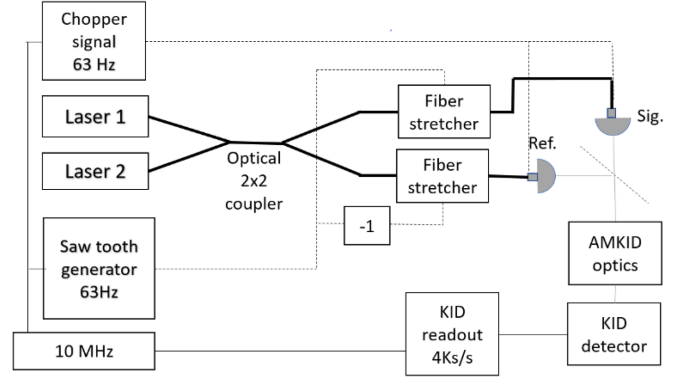 Chopper
signal
63 Hz
Laser 1
Laser 2
Optical
2x2
coupler
Fiber
stretcher
Fiber
stretcher
Sig.
Ref.
-1
Saw tooth
generator
63Hz
AMKID
optics
KID
readout
4Ks/s
KID
detector
10 MHz